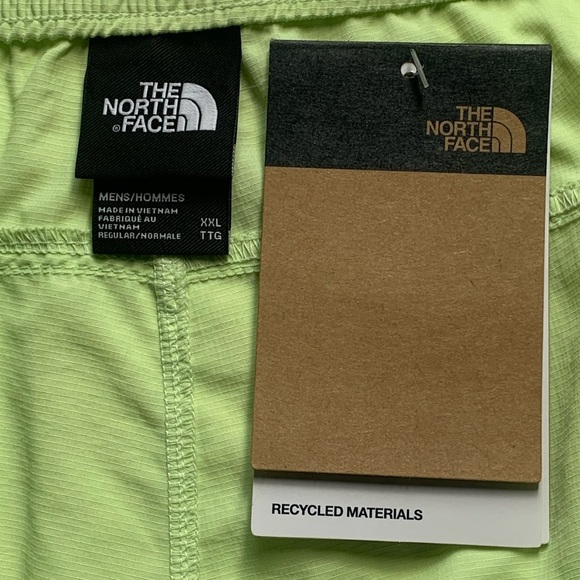 THE
NORTH
®FACE
MENS/HOMMES
MADE IN VIETNAM
FABRIQUÉ AU
VIETNAM
REGULAR/NORMALE
XXL
TTG
THE
NORTH
FACE
RECYCLED MATERIALS